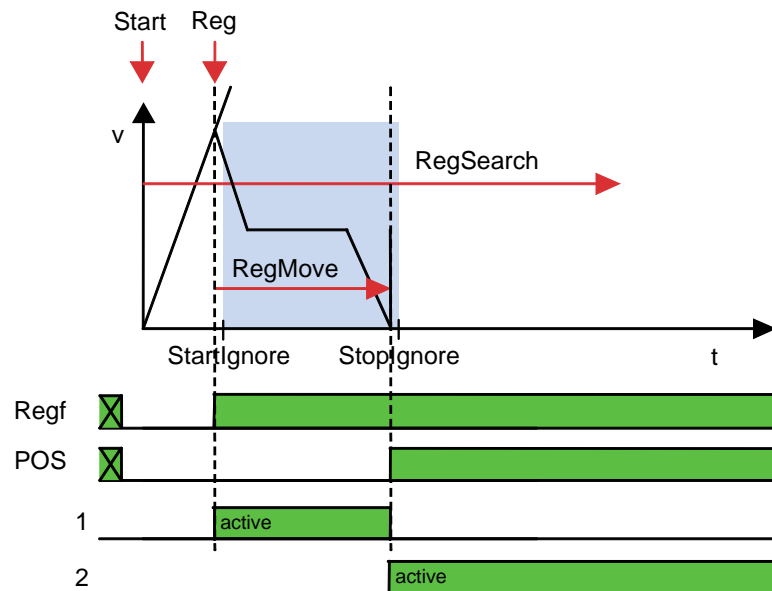 Start Reg
v
RegSearch
RegMove
StartIgnore StopIgnore t
Regf
POS
1 active
2 active